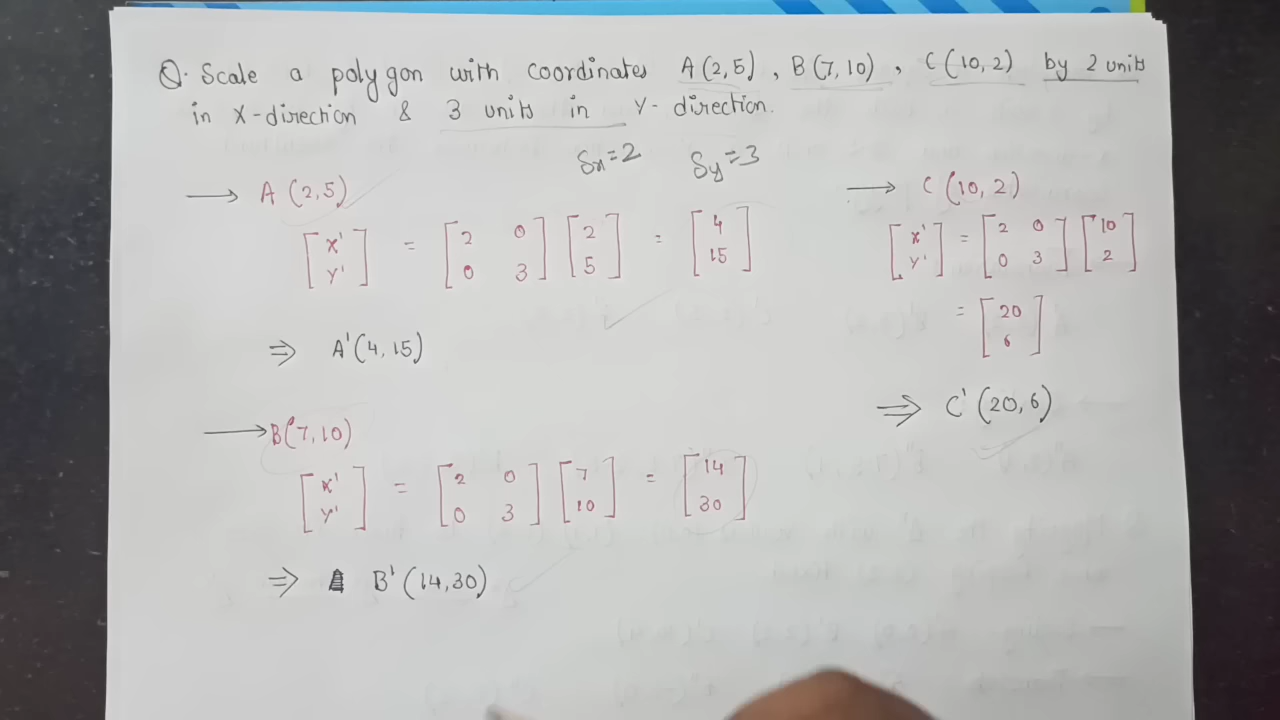 Q. Scale a polygon with coordinates A(2,5), B(7,10), C(10,2) by 2 units
in X-direction & 3 units in Y-direction.
Sx=2 Sy=3
→ A (2,5)
[x' y'] = [2 0 0 3] [2 5] = [4 15]
⇒ A'(4,15)
→ B(7,10)
[x' y'] = [2 0 0 3] [7 10] = [14 30]
⇒ B'(14,30)
→ C (10,2)
[x' y'] = [2 0 0 3] [10 2]
= [20 6]
⇒ C'(20,6)